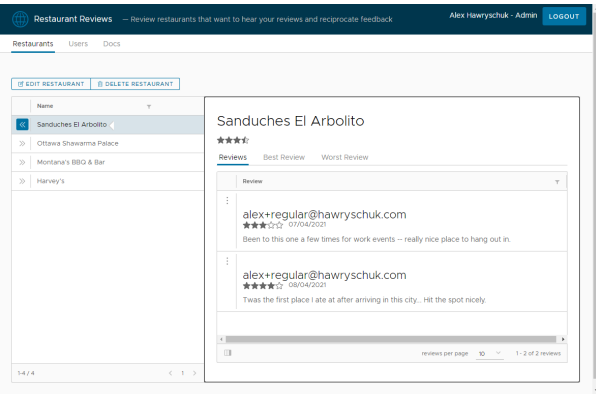 Restaurant Reviews — Review restaurants that want to hear your reviews and reciprocate feedback
Alex Hawryschuk - Admin LOGOUT
Restaurants Users Docs
EDIT RESTAURANT DELETE RESTAURANT
Name
Sanduches El Arbolito
Ottawa Shawarma Palace
Montana's BBQ & Bar
Harvey's
1-4 / 4
1
Sanduches El Arbolito
Reviews Best Review Worst Review
Review
alex+regular@hawryschuk.com
07/04/2021
Been to this one a few times for work events -- really nice place to hang out in.
alex+regular@hawryschuk.com
08/04/2021
Twas the first place I ate at after arriving in this city... Hit the spot nicely.
reviews per page 10 1 - 2 of 2 reviews